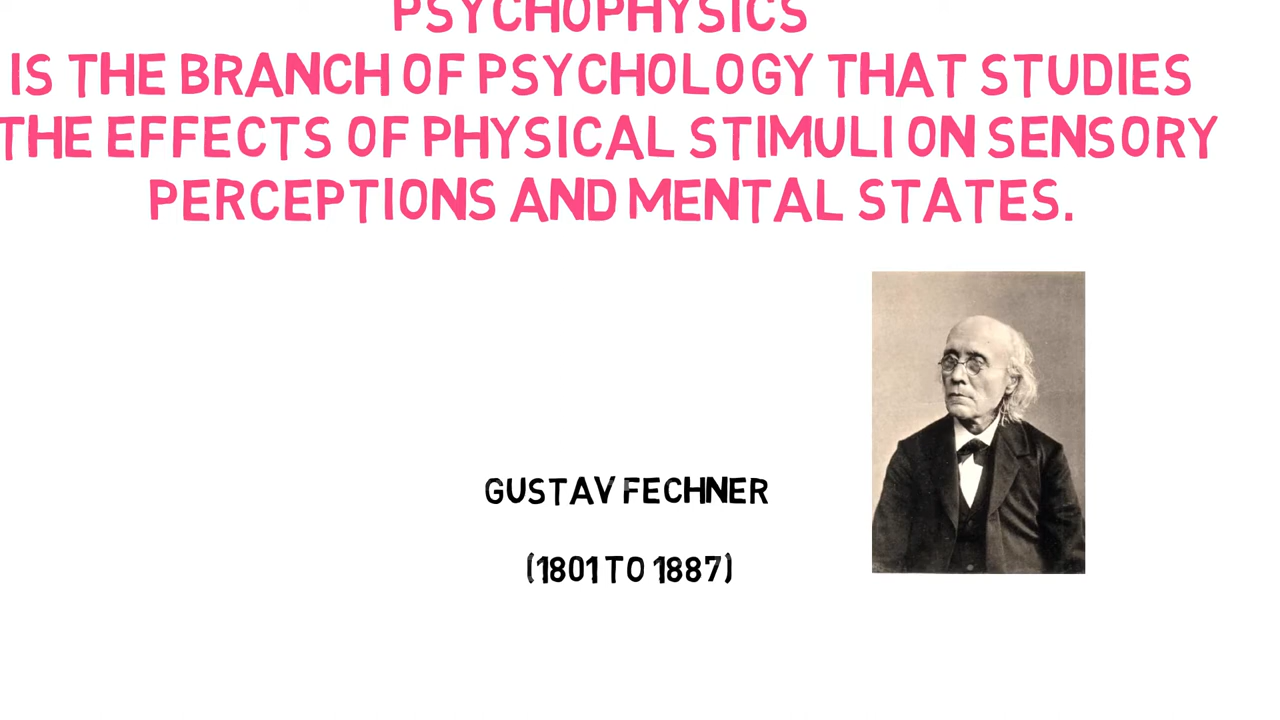 PSYCHOPHYSICS
IS THE BRANCH OF PSYCHOLOGY THAT STUDIES
THE EFFECTS OF PHYSICAL STIMULI ON SENSORY
PERCEPTIONS AND MENTAL STATES.
GUSTAV FECHNER
(1801 TO 1887)